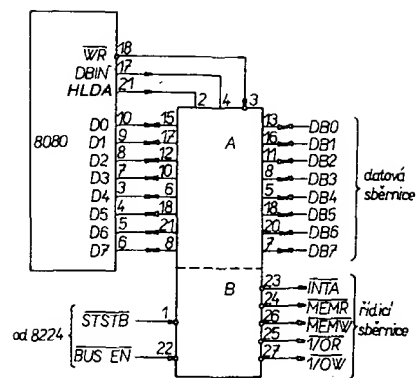 WR 18
DBIN 17
HLDA 21
2 4 3
8080
A
D0 10 15 13 DB0
D1 9 17 16 DB1
D2 8 12 11 DB2
D3 7 10 8 DB3
D4 3 6 5 DB4
D5 4 18 18 DB5
D6 5 21 20 DB6
D7 6 8 7 DB7
datová
sběrnice
B
od 8224
STSTB 1
BUS EN 22
23 INTA
24 MEMR
26 MEMW
25 I/OR
27 I/OW
řídicí
sběrnice